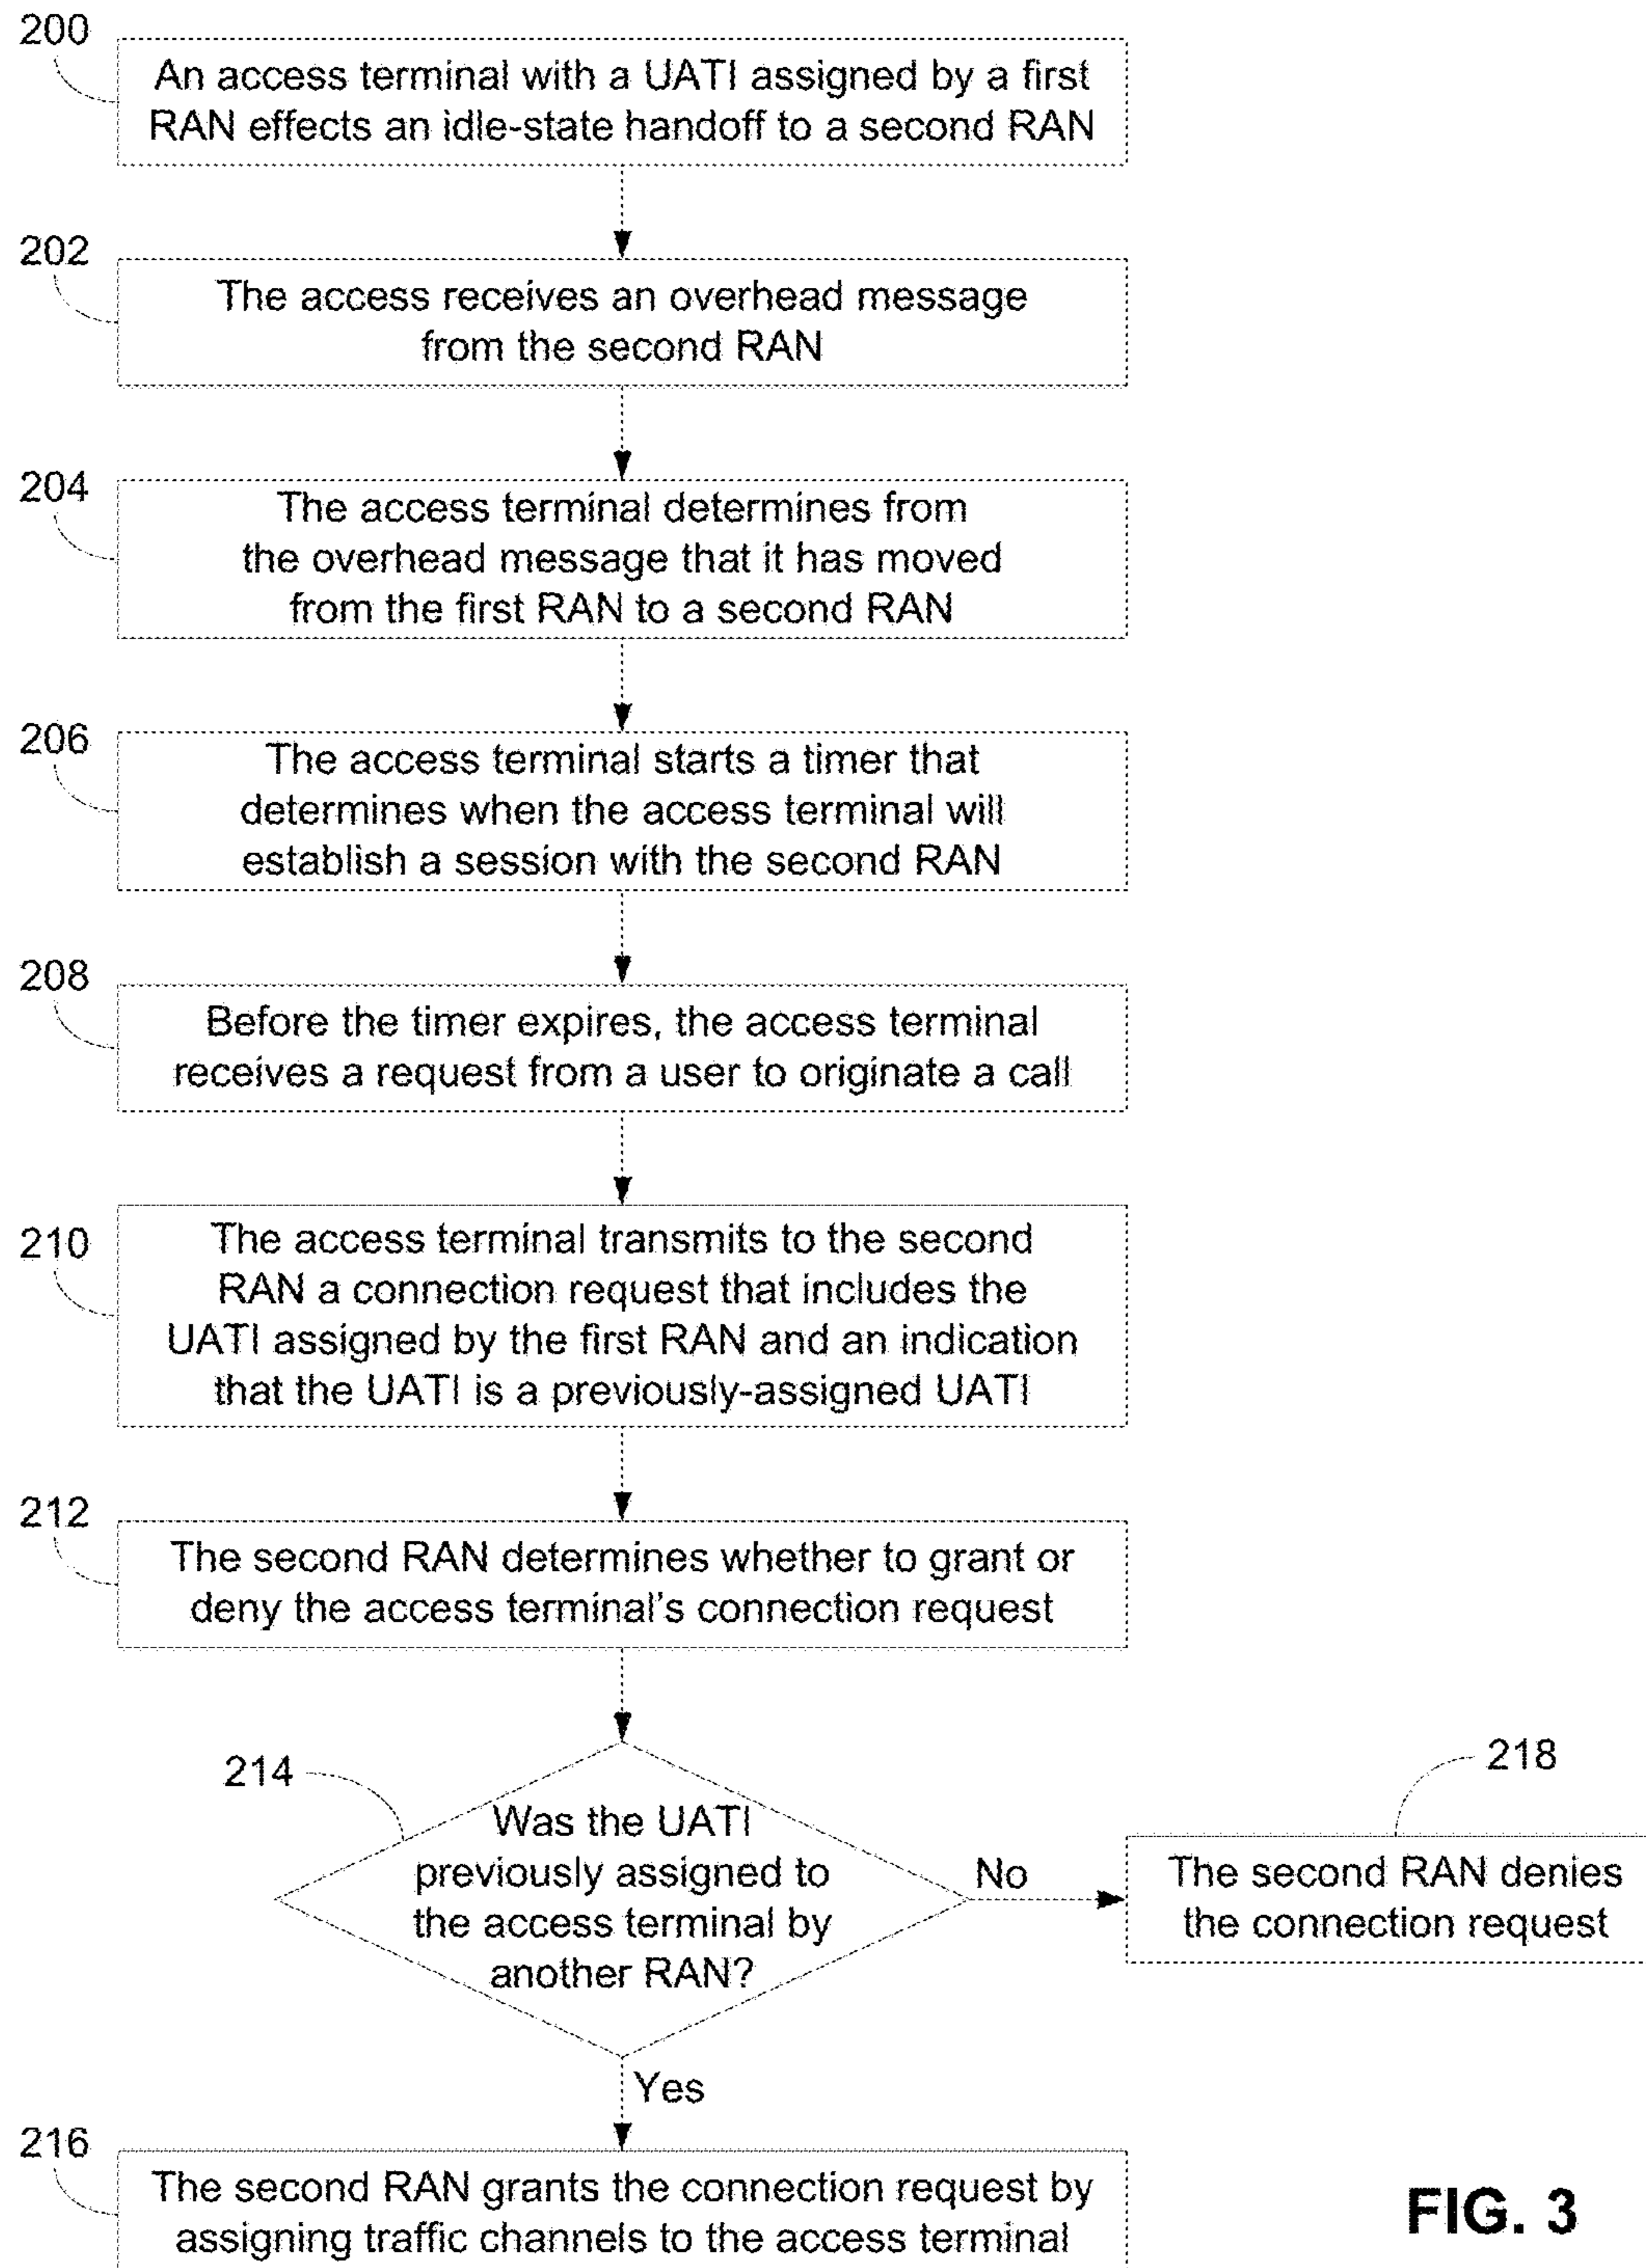 200
An access terminal with a UATI assigned by a first
RAN effects an idle-state handoff to a second RAN
202
The access receives an overhead message
from the second RAN
204
The access terminal determines from
the overhead message that it has moved
from the first RAN to a second RAN
206
The access terminal starts a timer that
determines when the access terminal will
establish a session with the second RAN
208
Before the timer expires, the access terminal
receives a request from a user to originate a call
210
The access terminal transmits to the second
RAN a connection request that includes the
UATI assigned by the first RAN and an indication
that the UATI is a previously-assigned UATI
212
The second RAN determines whether to grant or
deny the access terminal's connection request
214
Was the UATI
previously assigned to
the access terminal by
another RAN?
No
218
The second RAN denies
the connection request
Yes
216
The second RAN grants the connection request by
assigning traffic channels to the access terminal
FIG. 3